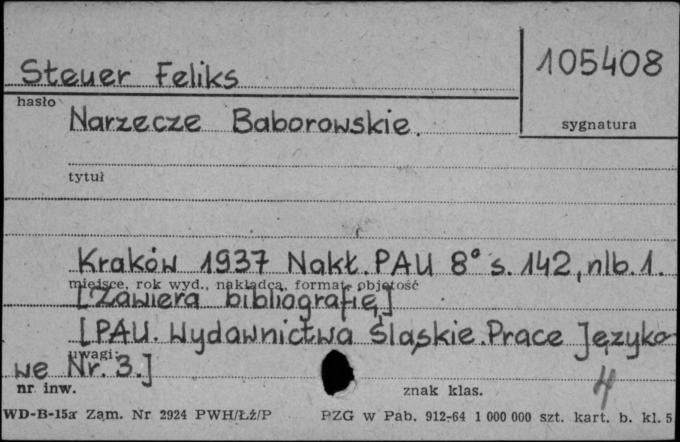 Steuer Feliks
105408
hasło
Narzecze Baborowskie.
sygnatura
tytuł
Kraków 1937 Nakł. PAU 8° s. 142, nlb. 1.
miejsce, rok wyd., nakładca, format, objętość
[Zawiera bibliografię]
[PAU. Wydawnictwa Śląskie. Prace Języko-
uwagi
we Nr. 3.]
nr inw.
znak klas.
4
WD-B-15a Zam. Nr 2924 PWH/Łź/P PZG w Pab. 912-64 1 000 000 szt. kart. b. kl. 5